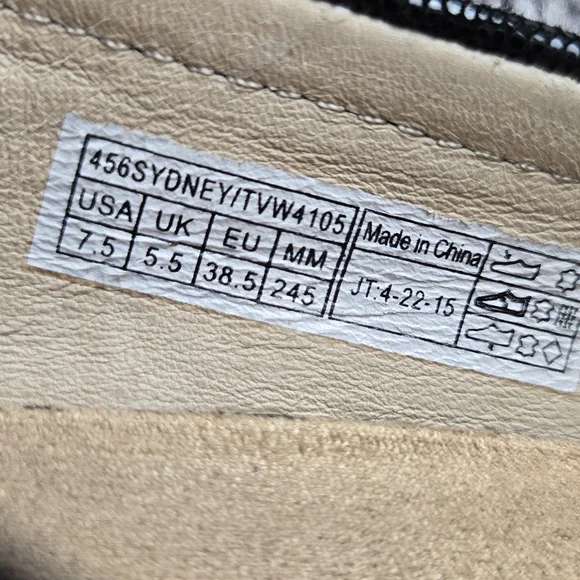 456SYDNEY/TVW4105
USA UK EU MM
7.5 5.5 38.5 245
Made in China
JT:4-22-15